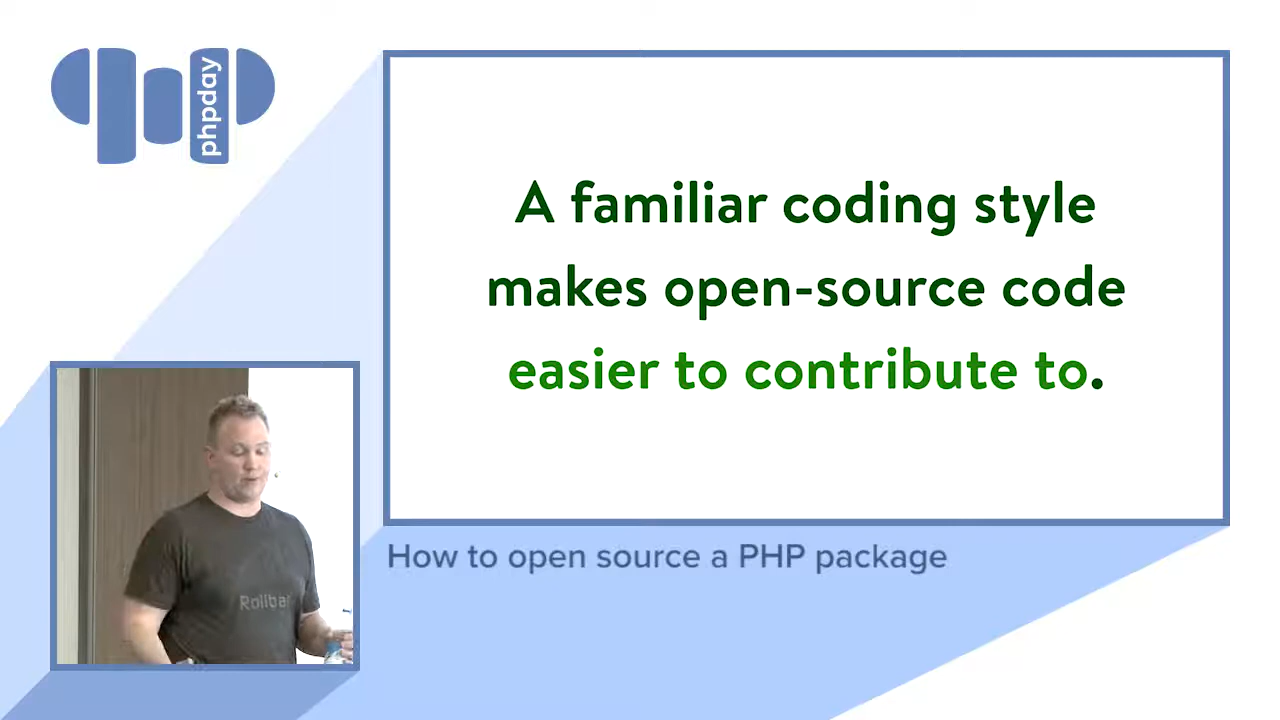 phpday
A familiar coding style
makes open-source code
easier to contribute to.
How to open source a PHP package
Rollbar